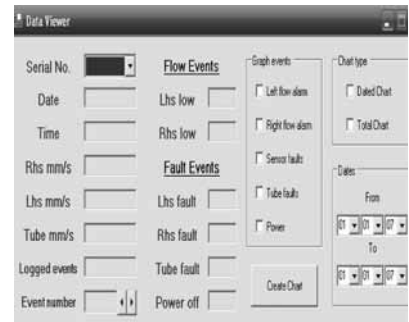 Data Viewer
Serial No.
Date
Time
Rhs mm/s
Lhs mm/s
Tube mm/s
Logged events
Event number
Flow Events
Lhs low
Rhs low
Fault Events
Lhs fault
Rhs fault
Tube fault
Power off
Graph events
Left flow alarm
Right flow alarm
Sensor faults
Tube faults
Power
Create Chart
Chart type
Dated Chart
Total Chart
Dates
From
01 01 07
To
01 01 07